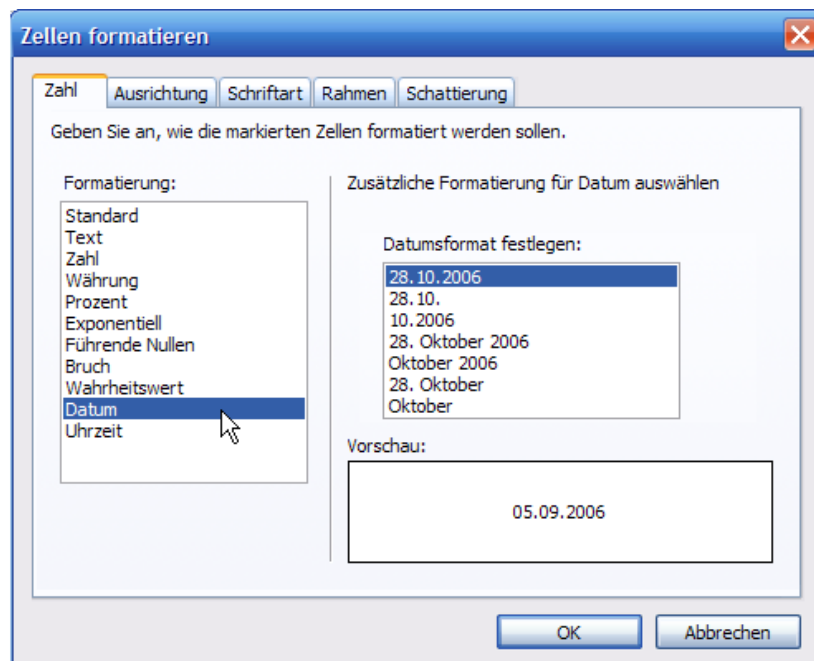 Zellen formatieren
Zahl Ausrichtung Schriftart Rahmen Schattierung
Geben Sie an, wie die markierten Zellen formatiert werden sollen.
Formatierung:
Standard
Text
Zahl
Währung
Prozent
Exponentiell
Führende Nullen
Bruch
Wahrheitswert
Datum
Uhrzeit
Zusätzliche Formatierung für Datum auswählen
Datumsformat festlegen:
28.10.2006
28.10.
10.2006
28. Oktober 2006
Oktober 2006
28. Oktober
Oktober
Vorschau:
05.09.2006
OK Abbrechen